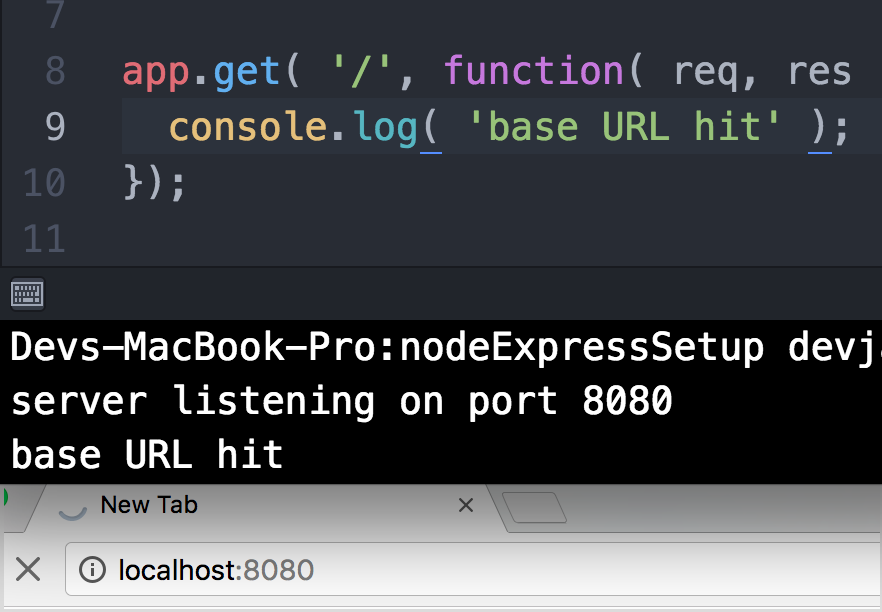 7
8 app.get( '/', function( req, res
9 console.log( 'base URL hit' );
10 });
11
Devs-MacBook-Pro:nodeExpressSetup devj
server listening on port 8080
base URL hit
New Tab
localhost:8080